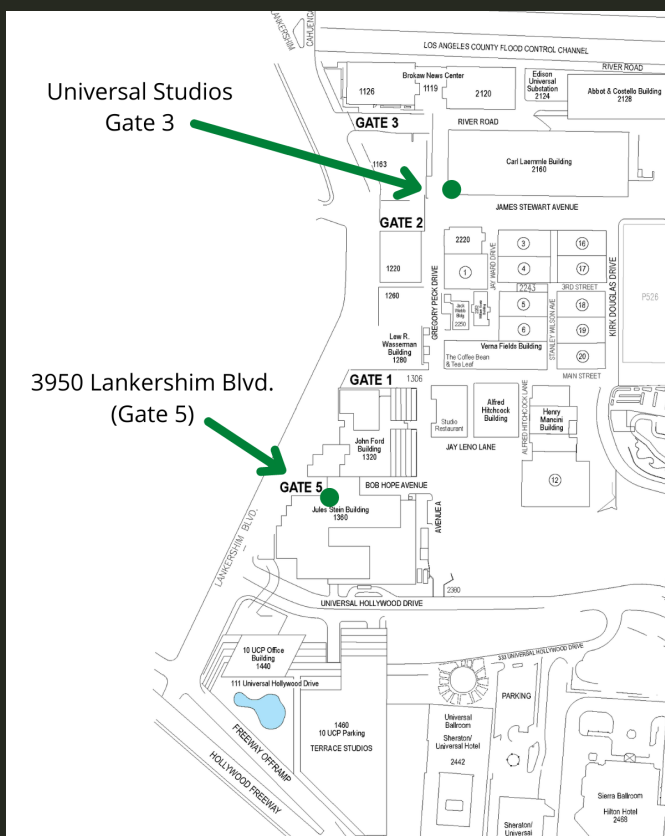 LANKERSHIM
CAHUENGA
LOS ANGELES COUNTY FLOOD CONTROL CHANNEL
RIVER ROAD
Universal Studios
Gate 3
Brokaw News Center
1126
1119
2120
Edison
Universal
Substation
2124
Abbot & Costello Building
2128
GATE 3
RIVER ROAD
1163
Carl Laemmle Building
2160
JAMES STEWART AVENUE
GATE 2
GREGORY PECK DRIVE
2220
1
JAY WARD DRIVE
3
16
4
17
1220
2243
3RD STREET
KIRK DOUGLAS DRIVE
P526
1260
Jack
Webb
Bldg
2250
5
18
STANLEY WILSON AVE
6
19
Lew R.
Wasserman
Building
1280
Verna Fields Building
The Coffee Bean
& Tea Leaf
20
GATE 1
1306
MAIN STREET
3950 Lankershim Blvd.
(Gate 5)
Studio
Restaurant
Alfred
Hitchcock
Building
ALFRED HITCHCOCK LANE
Henry
Mancini
Building
John Ford
Building
1320
JAY LENO LANE
12
GATE 5
BOB HOPE AVENUE
Jules Stein Building
1360
AVENUE A
LANKERSHIM BLVD.
2380
UNIVERSAL HOLLYWOOD DRIVE
10 UCP Office
Building
1440
333 UNIVERSAL HOLLYWOOD DRIVE
111 Universal Hollywood Drive
PARKING
1460
10 UCP Parking
TERRACE STUDIOS
Universal
Ballroom
Sheraton/
Universal Hotel
2442
FREEWAY OFFRAMP
HOLLYWOOD FREEWAY
Sierra Ballroom
Hilton Hotel
2468
Sheraton/
Universal